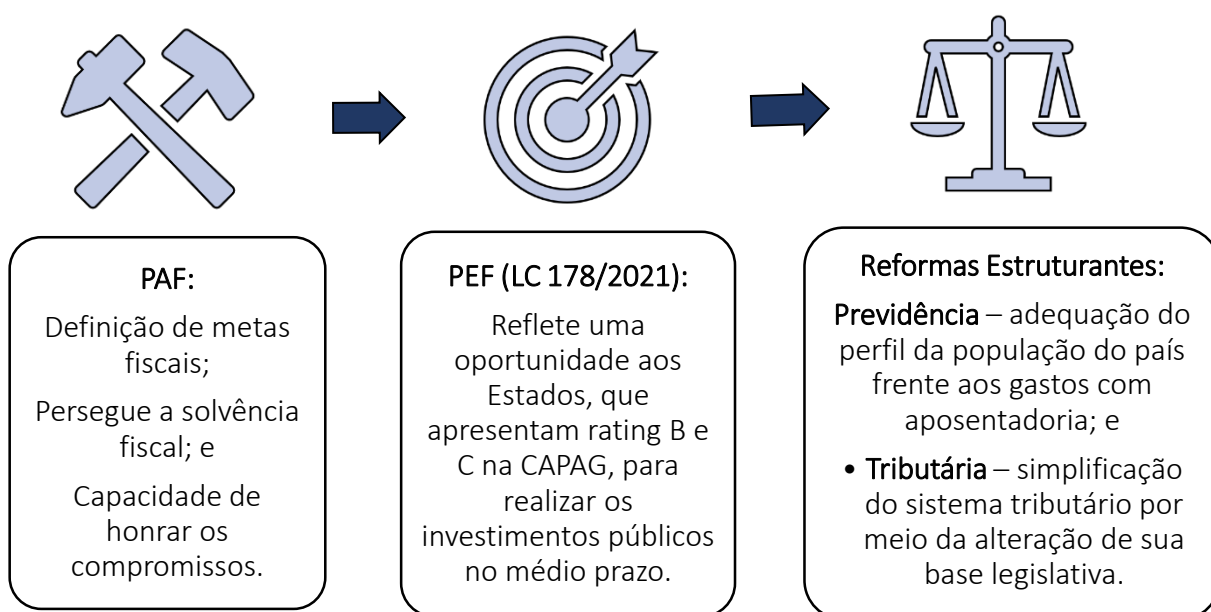 PAF:
Definição de metas
fiscais;
Persegue a solvência
fiscal; e
Capacidade de
honrar os
compromissos.
PEF (LC 178/2021):
Reflete uma
oportunidade aos
Estados, que
apresentam rating B e
C na CAPAG, para
realizar os
investimentos públicos
no médio prazo.
Reformas Estruturantes:
Previdência – adequação do
perfil da população do país
frente aos gastos com
aposentadoria; e
• Tributária – simplificação
do sistema tributário por
meio da alteração de sua
base legislativa.